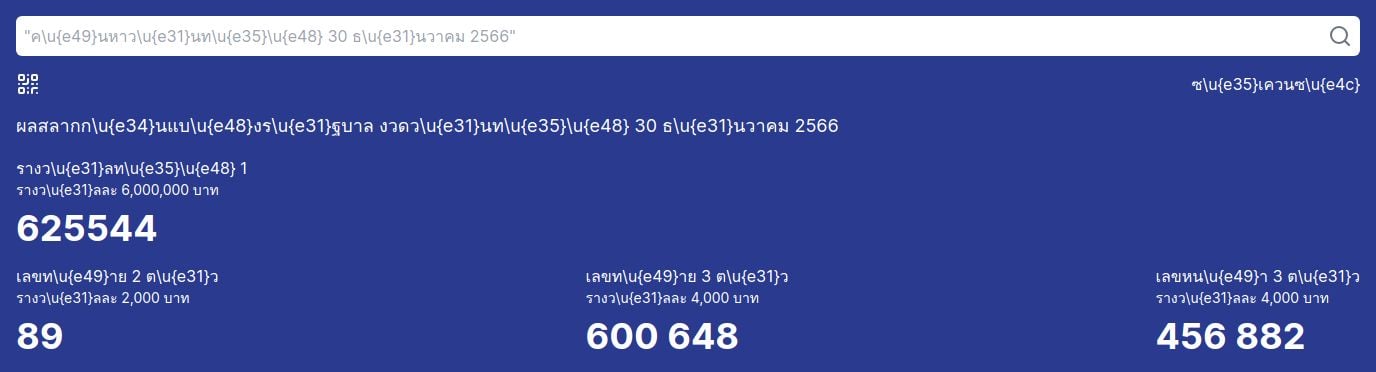 "ค\u{e49}นหาว\u{e31}นท\u{e35}\u{e48} 30 ธ\u{e31}นวาคม 2566"
ซ\u{e35}เควนซ\u{e4c}
ผลสลากก\u{e34}นแบ\u{e48}งร\u{e31}ฐบาล งวดว\u{e31}นท\u{e35}\u{e48} 30 ธ\u{e31}นวาคม 2566
รางว\u{e31}ลท\u{e35}\u{e48} 1
รางว\u{e31}ลละ 6,000,000 บาท
625544
เลขท\u{e49}าย 2 ต\u{e31}ว
รางว\u{e31}ลละ 2,000 บาท
89
เลขท\u{e49}าย 3 ต\u{e31}ว
รางว\u{e31}ลละ 4,000 บาท
600 648
เลขหน\u{e49}า 3 ต\u{e31}ว
รางว\u{e31}ลละ 4,000 บาท
456 882